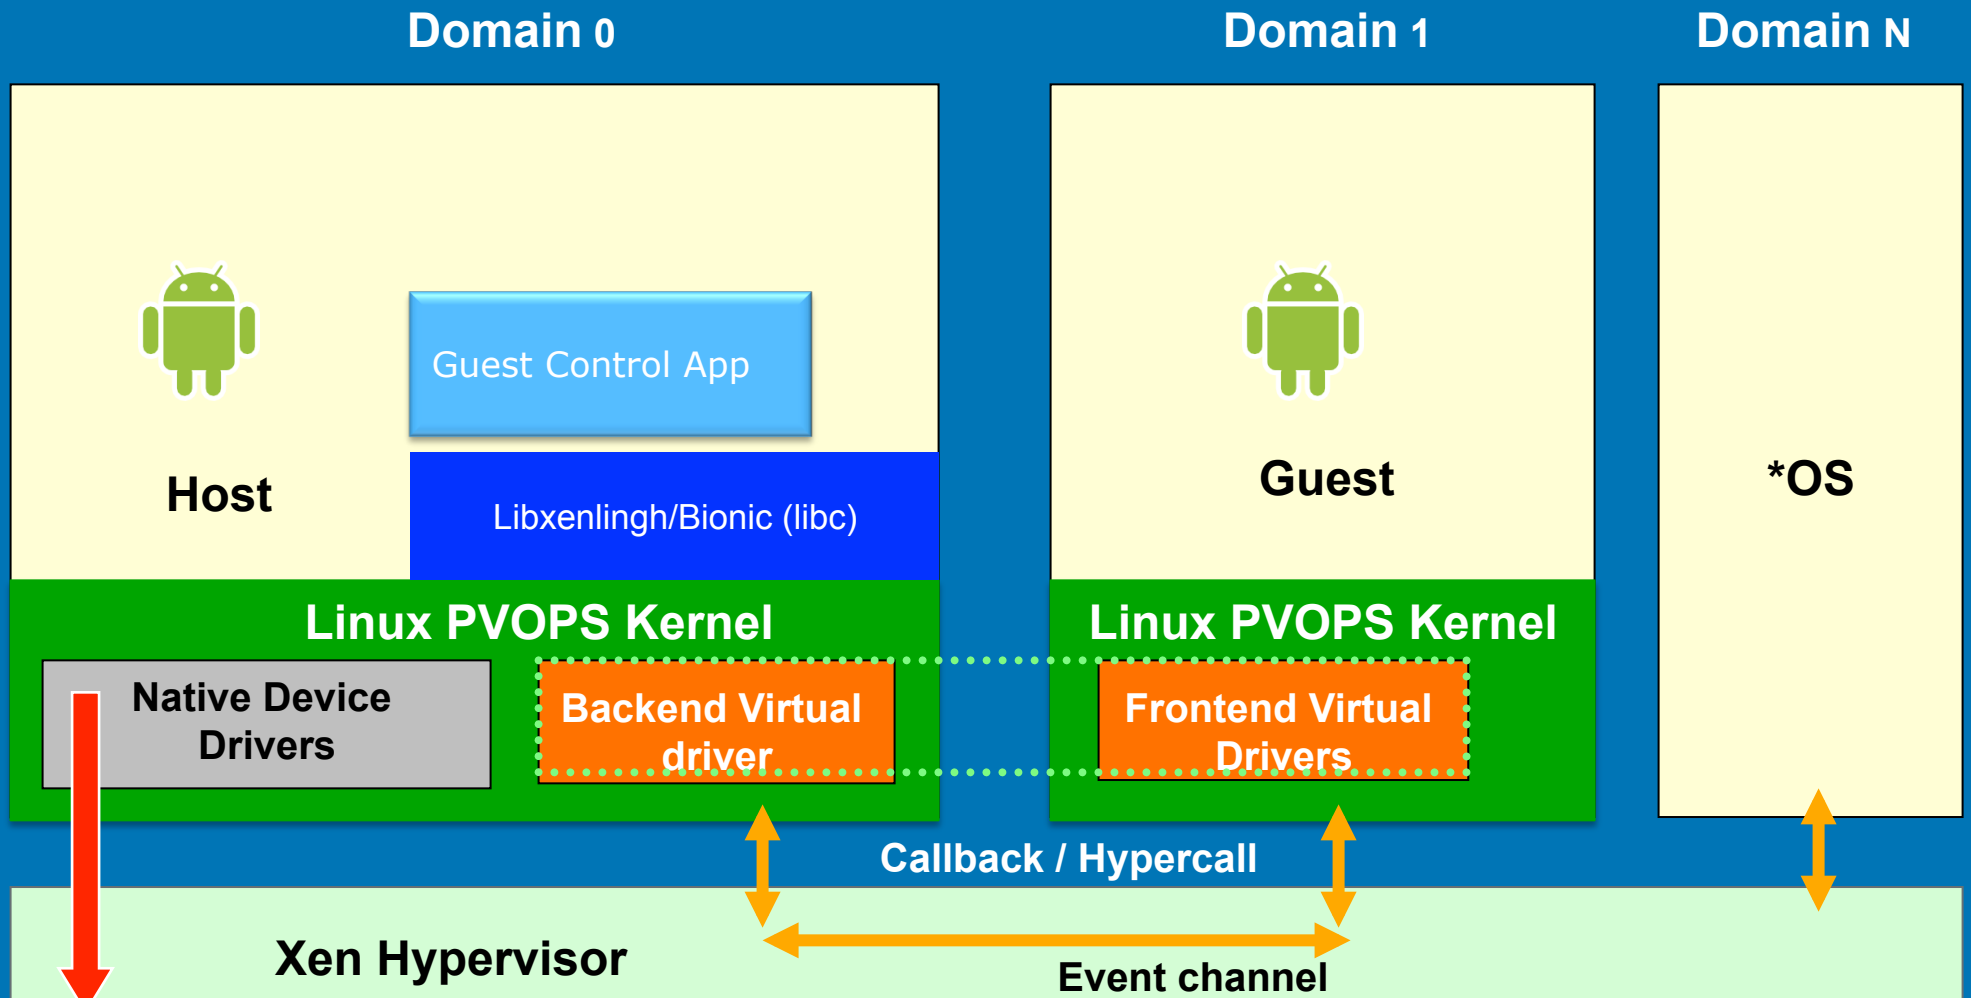 Domain 0
Domain 1
Domain N
Guest Control App
Host
Libxenlingh/Bionic (libc)
Guest
*OS
Linux PVOPS Kernel
Linux PVOPS Kernel
Native Device
Drivers
Backend Virtual
driver
Frontend Virtual
Drivers
Callback / Hypercall
Xen Hypervisor
Event channel